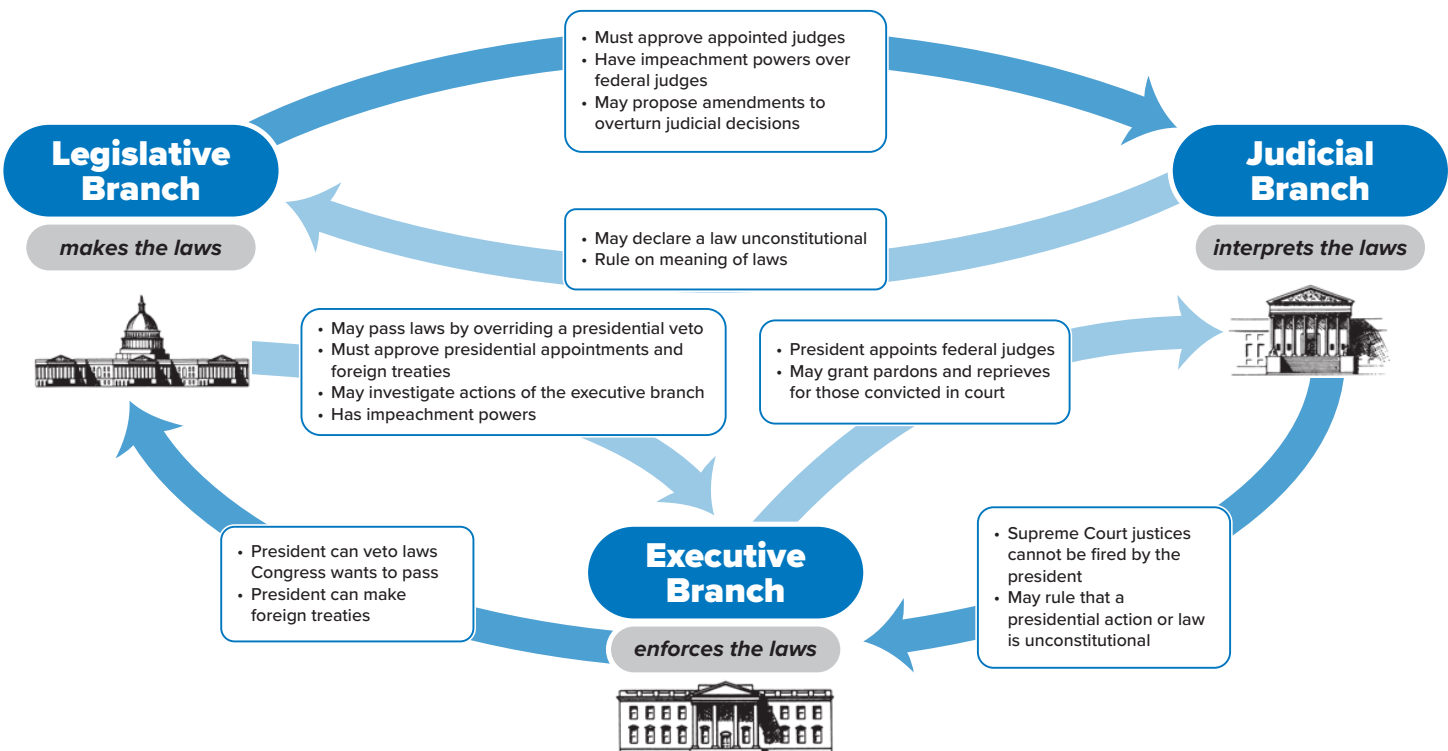 • Must approve appointed judges
• Have impeachment powers over
federal judges
• May propose amendments to
overturn judicial decisions
Legislative
Branch
makes the laws
Judicial
Branch
interprets the laws
• May declare a law unconstitutional
• Rule on meaning of laws
• May pass laws by overriding a presidential veto
• Must approve presidential appointments and
foreign treaties
• May investigate actions of the executive branch
• Has impeachment powers
• President appoints federal judges
• May grant pardons and reprieves
for those convicted in court
• President can veto laws
Congress wants to pass
• President can make
foreign treaties
Executive
Branch
enforces the laws
• Supreme Court justices
cannot be fired by the
president
• May rule that a
presidential action or law
is unconstitutional